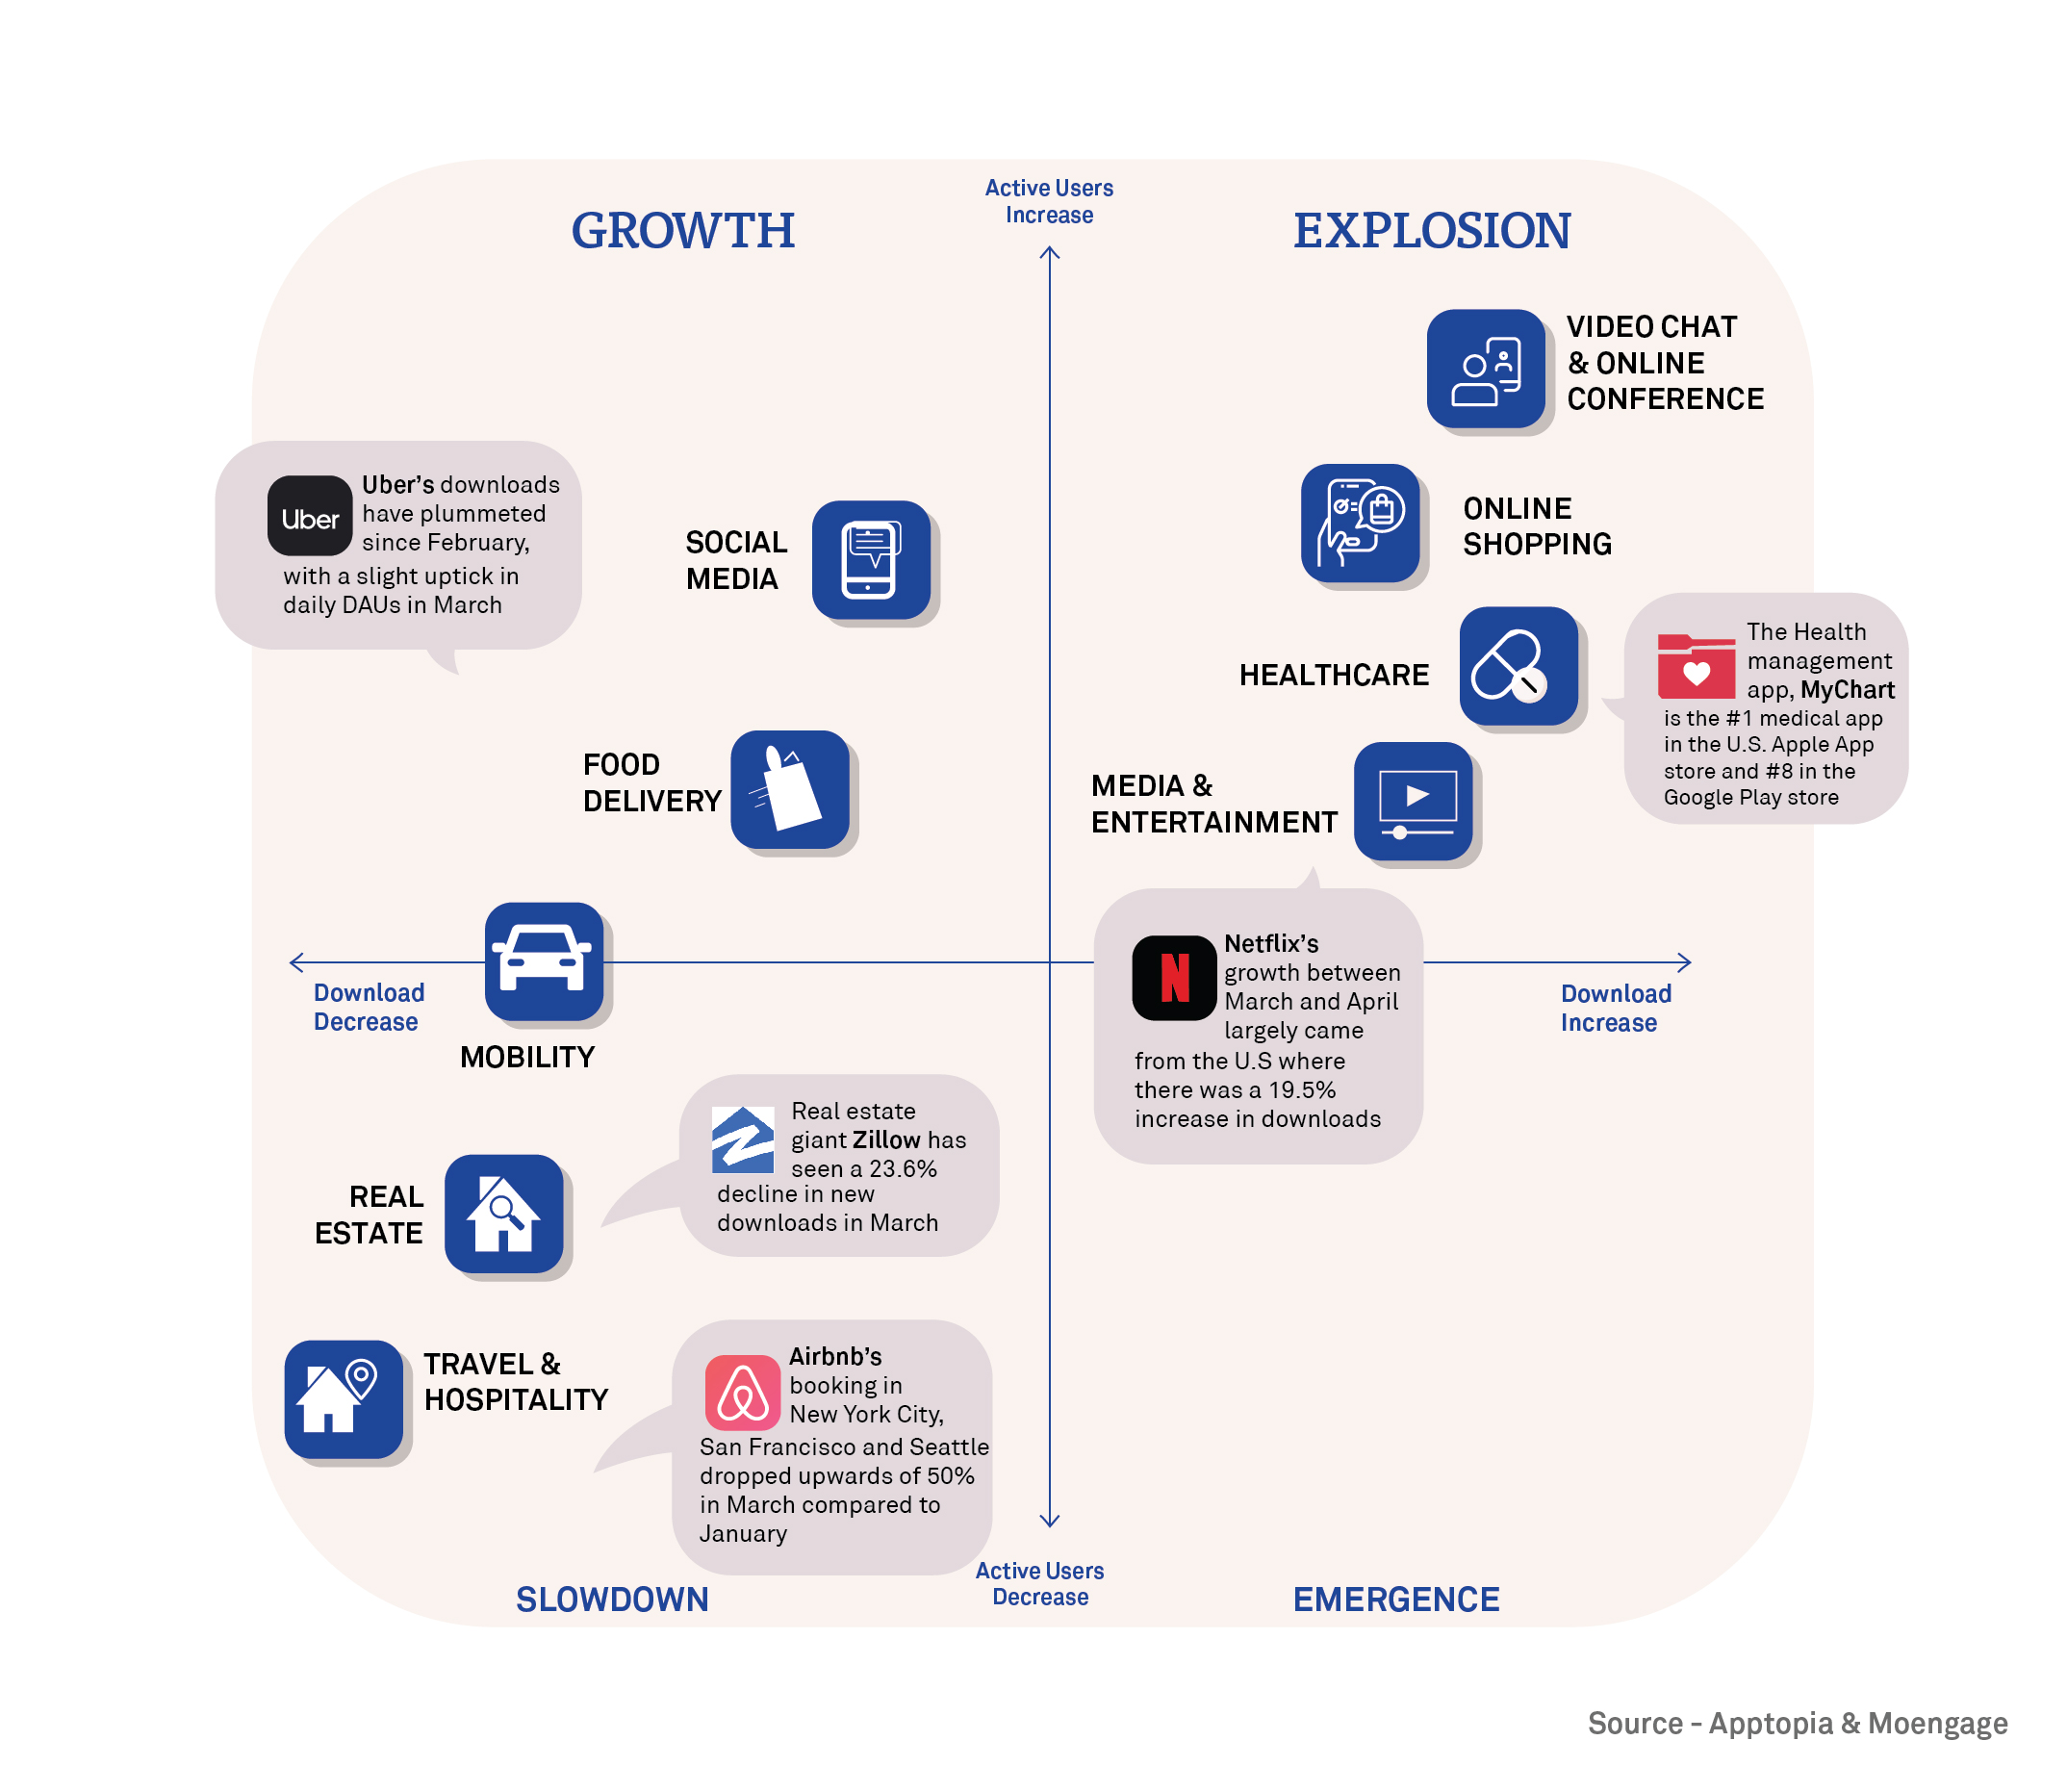 Active Users
Increase
GROWTH
EXPLOSION
VIDEO CHAT
& ONLINE
CONFERENCE
Uber
Uber's downloads
have plummeted
since February,
with a slight uptick in
daily DAUs in March
SOCIAL
MEDIA
ONLINE
SHOPPING
HEALTHCARE
The Health
management
app, MyChart
is the #1 medical app
in the U.S. Apple App
store and #8 in the
Google Play store
FOOD
DELIVERY
MEDIA &
ENTERTAINMENT
Download
Decrease
MOBILITY
N
Netflix's
growth between
March and April
largely came
from the U.S where
there was a 19.5%
increase in downloads
Download
Increase
REAL
ESTATE
Real estate
giant Zillow has
seen a 23.6%
decline in new
downloads in March
TRAVEL &
HOSPITALITY
Airbnb's
booking in
New York City,
San Francisco and Seattle
dropped upwards of 50%
in March compared to
January
Active Users
Decrease
SLOWDOWN
EMERGENCE
Source - Apptopia & Moengage